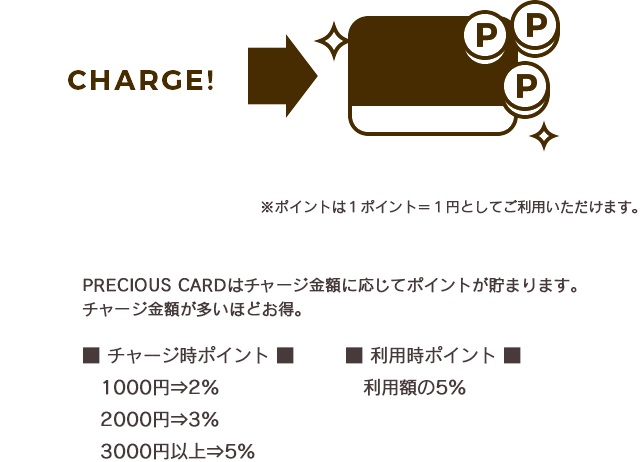 CHARGE!
P
P
P
※ポイントは１ポイント＝１円としてご利用いただけます。
PRECIOUS CARDはチャージ金額に応じてポイントが貯まります。
チャージ金額が多いほどお得。
■ チャージ時ポイント ■
1000円⇒2%
2000円⇒3%
3000円以上⇒5%
■ 利用時ポイント ■
利用額の5%